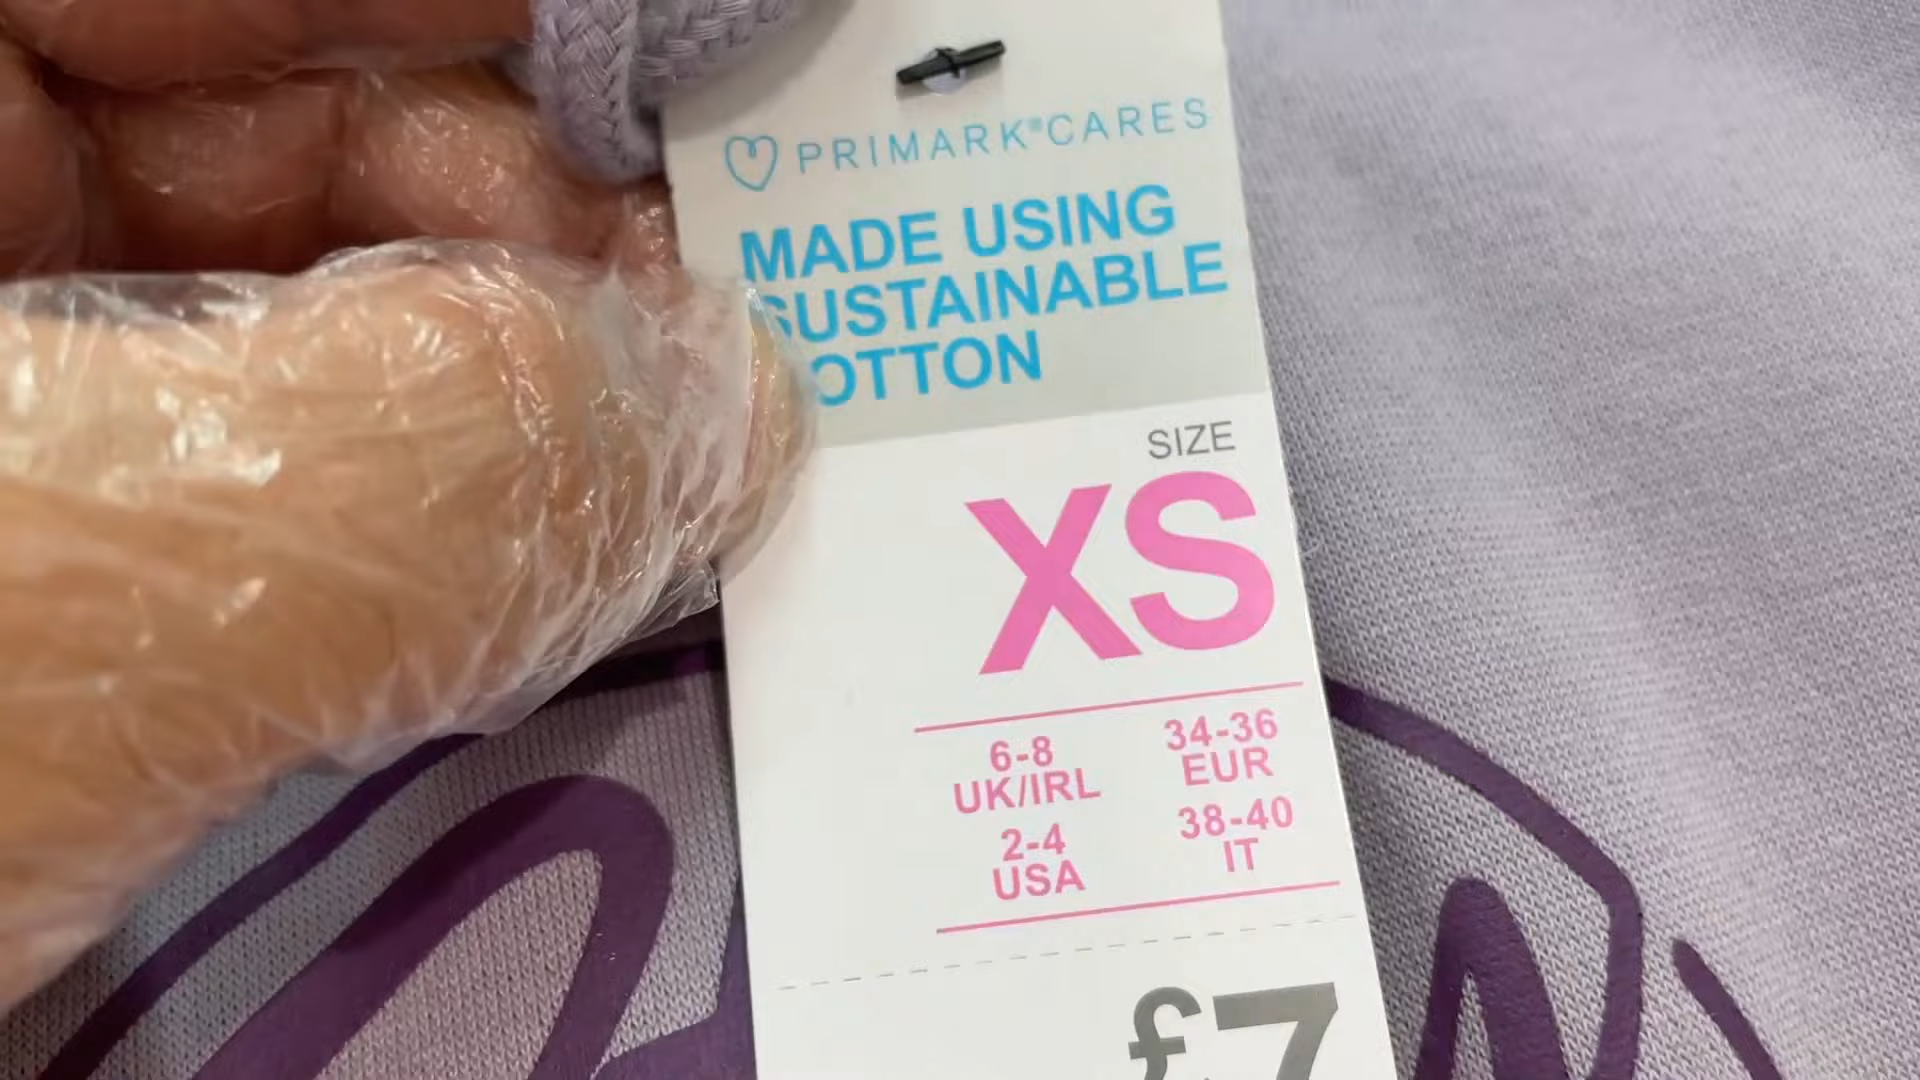 PRIMARK®CARES
MADE USING
SUSTAINABLE
COTTON
SIZE
XS
6-8
UK/IRL
34-36
EUR
2-4
USA
38-40
IT
£7